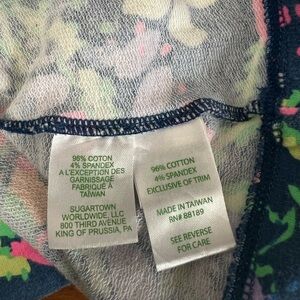 96% COTTON
4% SPANDEX
A L'EXCEPTION DES
GARNISSAGE
FABRIQUÉ À
TAIWAN
SUGARTOWN
WORLDWIDE, LLC
800 THIRD AVENUE
KING OF PRUSSIA, PA
96% COTTON
4% SPANDEX
EXCLUSIVE OF TRIM
MADE IN TAIWAN
RN# 88189
SEE REVERSE
FOR CARE